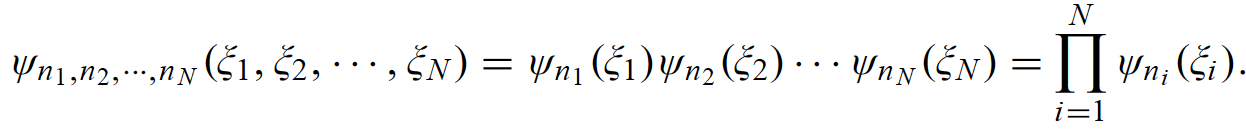 ψ_{n_1,n_2,⋯,n_N}(ξ_1, ξ_2, ⋯, ξ_N) = ψ_{n_1}(ξ_1)ψ_{n_2}(ξ_2) ⋯ ψ_{n_N}(ξ_N) = ∏_{i=1}^{N} ψ_{n_i}(ξ_i).